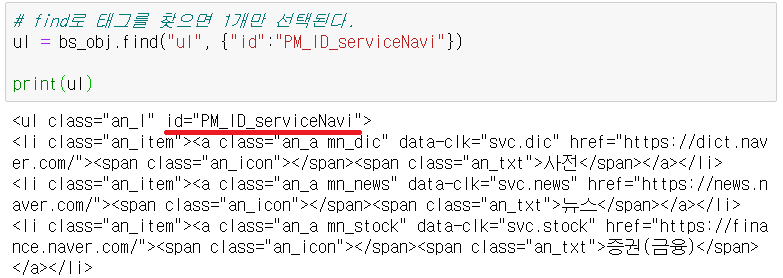 # find로 태그를 찾으면 1개만 선택된다.
ul = bs_obj.find("ul", {"id":"PM_ID_serviceNavi"})
print(ul)
<ul class="an_l" id="PM_ID_serviceNavi">
<li class="an_item"><a class="an_a mn_dic" data-clk="svc.dic" href="https://dict.nav
er.com/"><span class="an_icon"></span><span class="an_txt">사전</span></a></li>
<li class="an_item"><a class="an_a mn_news" data-clk="svc.news" href="https://news.n
aver.com/"><span class="an_icon"></span><span class="an_txt">뉴스</span></a></li>
<li class="an_item"><a class="an_a mn_stock" data-clk="svc.stock" href="https://fina
nce.naver.com/"><span class="an_icon"></span><span class="an_txt">증권(금융)</span>
</a></li>